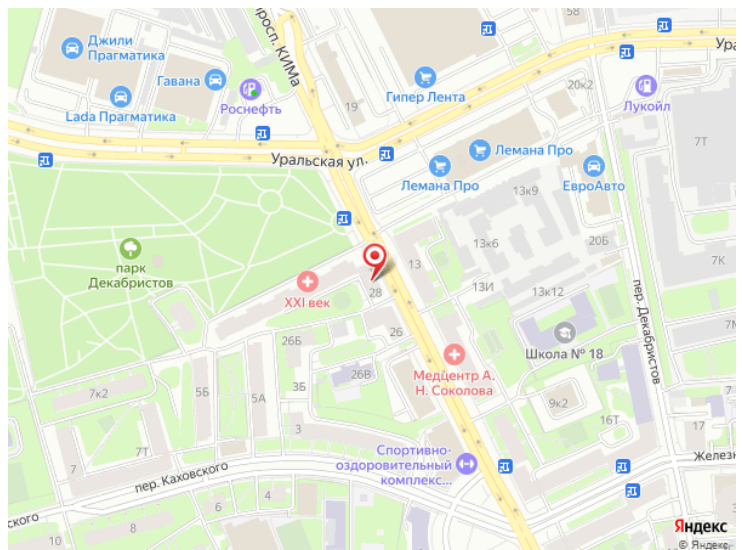 58
просп. КИМа
Джили
Прагматика
Гавана
Роснефть
Lada Прагматика
19
Гипер Лента
20к2
Лукойл
7Т
Уральская ул.
Лемана Про
Лемана Про
ЕвроАвто
13к9
парк
Декабристов
XXI век
28
13
13к6
20Б
7К
13И
13к12
пер. Декабристов
Школа № 18
26
26Б
26В
Медцентр А.
Н. Соколова
7к2
5Б
5А
3Б
3
9к2
16Т
17
7
7Т
Спортивно-
оздоровительный
комплекс...
пер. Каховского
10
8
Яндекс
© Яндекс